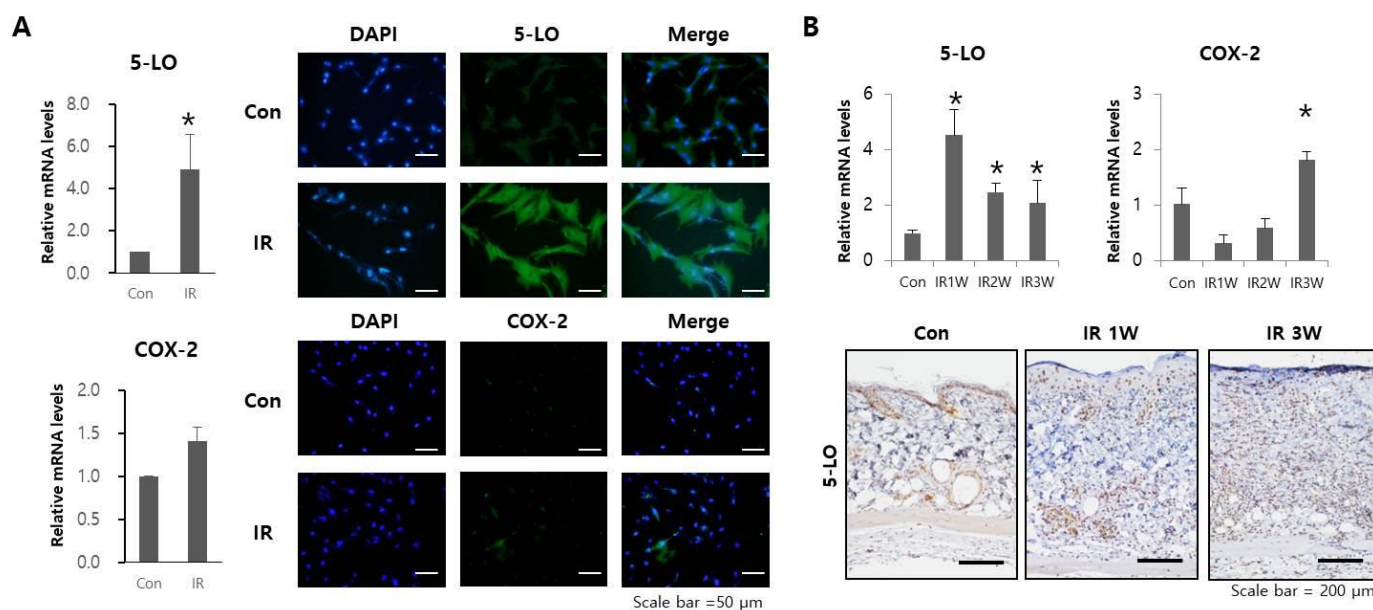 A
5-LO
Relative mRNA levels
8.0
6.0
4.0
2.0
0.0
*
Con
IR
DAPI
5-LO
Merge
Con
IR
COX-2
Relative mRNA levels
2.0
1.5
1.0
0.5
0.0
Con
IR
DAPI
COX-2
Merge
Con
IR
Scale bar =50 µm
B
5-LO
Relative mRNA levels
6
4
2
0
*
*
*
Con
IR1W
IR2W
IR3W
COX-2
Relative mRNA levels
3
2
1
0
*
Con
IR1W
IR2W
IR3W
Con
IR 1W
IR 3W
5-LO
Scale bar = 200 µm